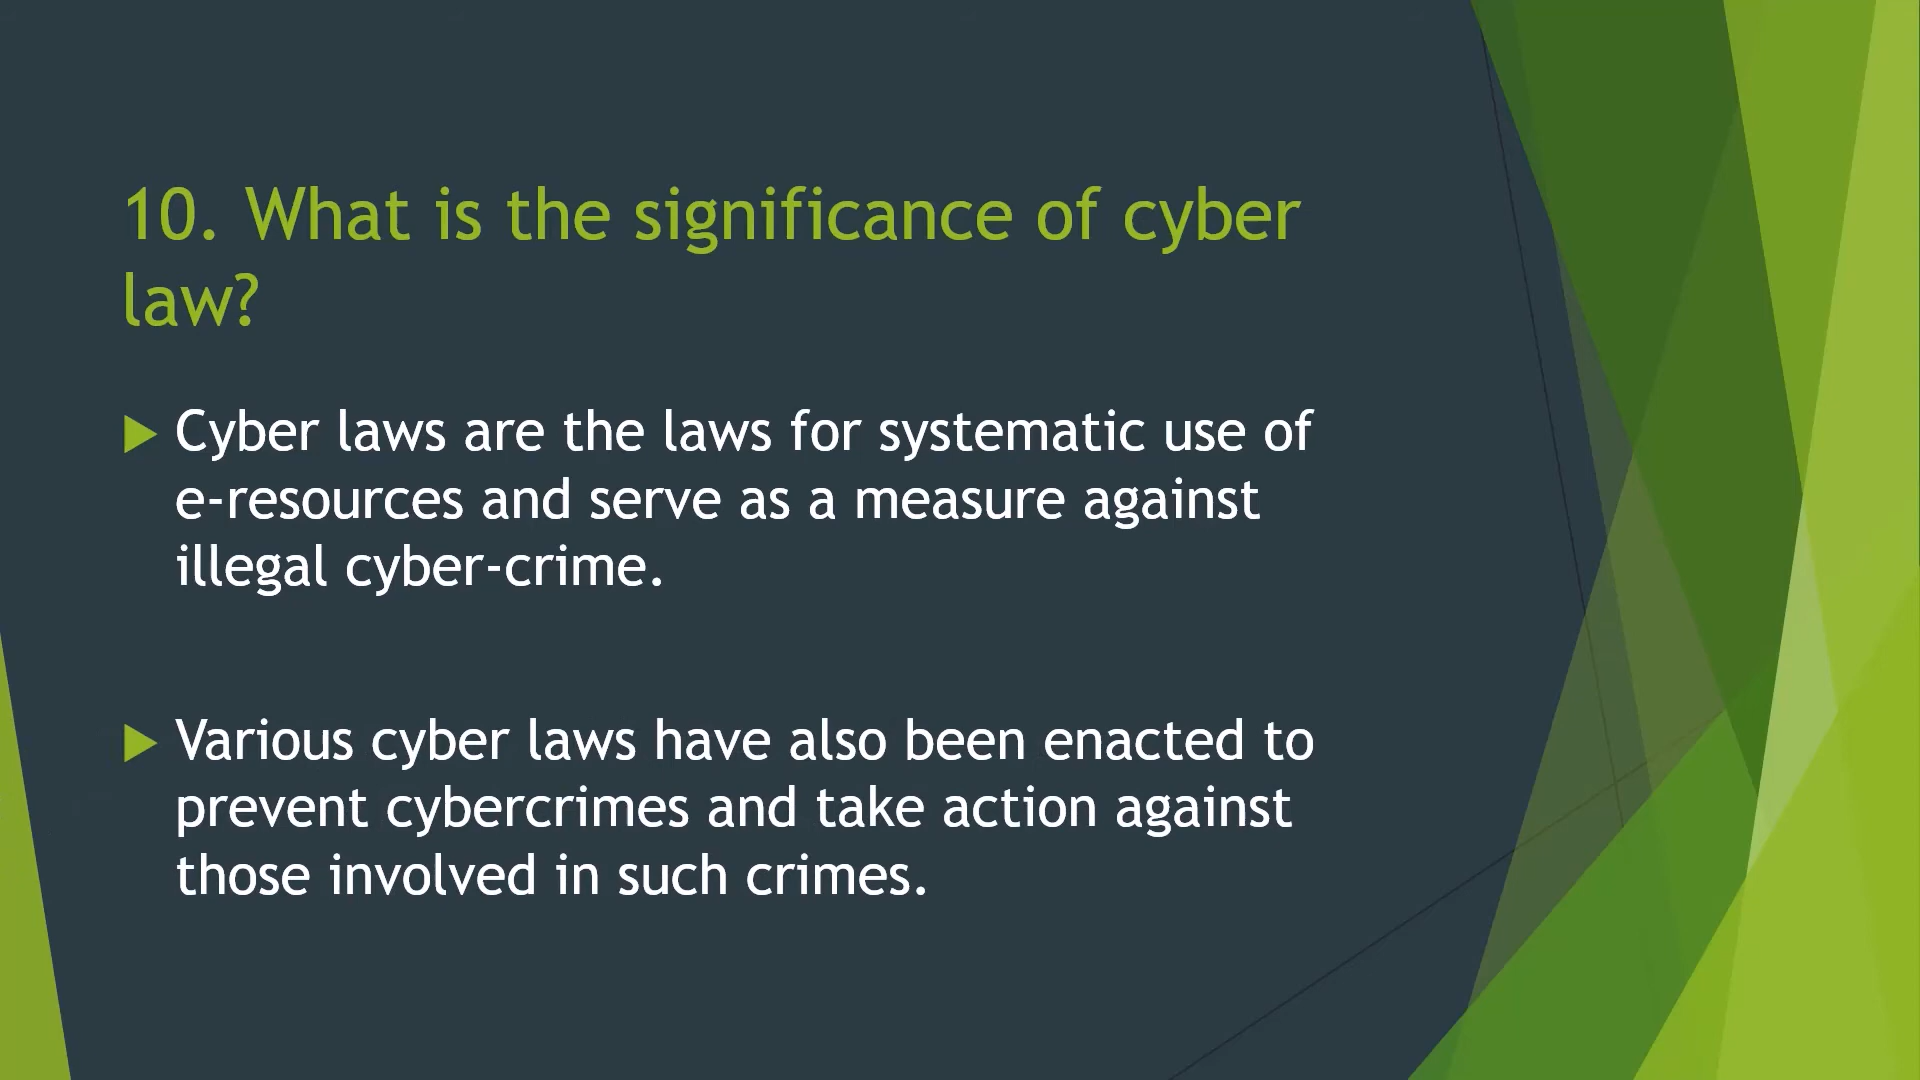 10. What is the significance of cyber
law?
Cyber laws are the laws for systematic use of
e-resources and serve as a measure against
illegal cyber-crime.
Various cyber laws have also been enacted to
prevent cybercrimes and take action against
those involved in such crimes.